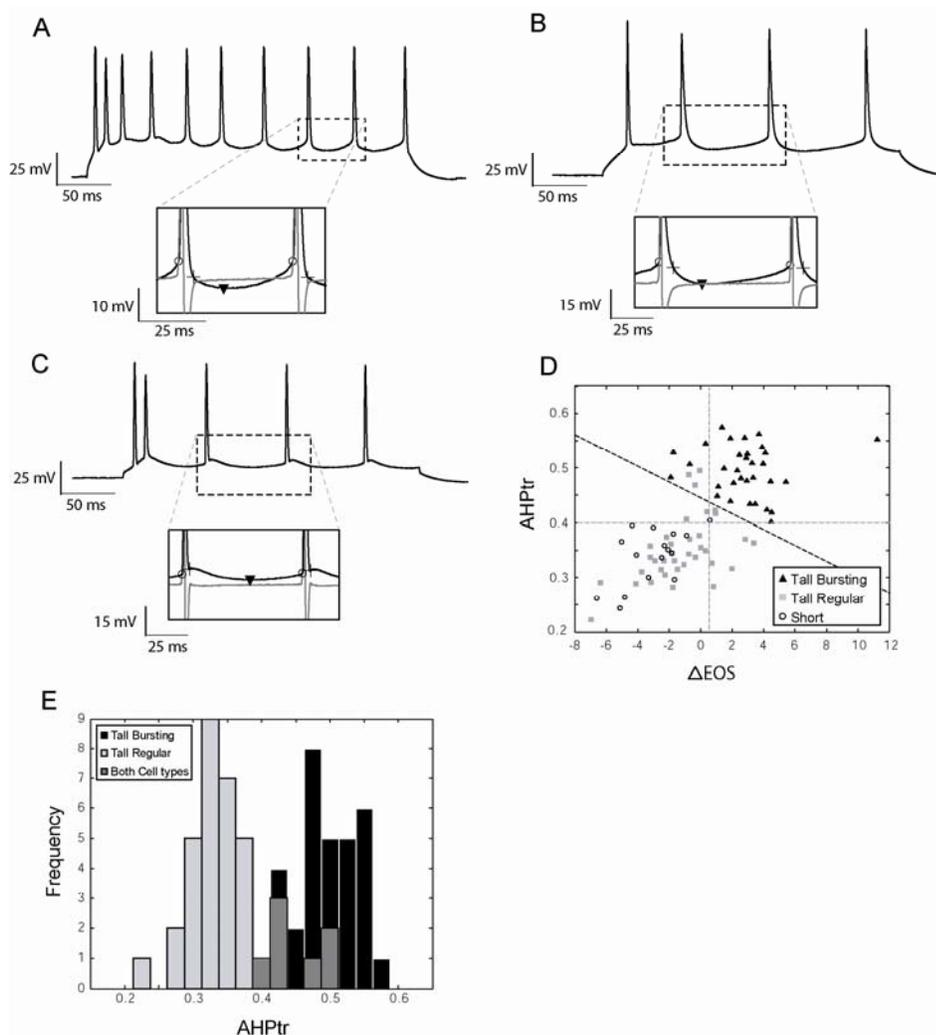 A
25 mV
50 ms
10 mV
25 ms
B
25 mV
50 ms
15 mV
25 ms
C
25 mV
50 ms
15 mV
25 ms
D
AHPtr
0.6
0.5
0.4
0.3
0.2
Tall Bursting
Tall Regular
Short
-8 -6 -4 -2 0 2 4 6 8 10 12
△EOS
E
Frequency
9
8
7
6
5
4
3
2
1
0
Tall Bursting
Tall Regular
Both Cell types
0.2 0.3 0.4 0.5 0.6
AHPtr